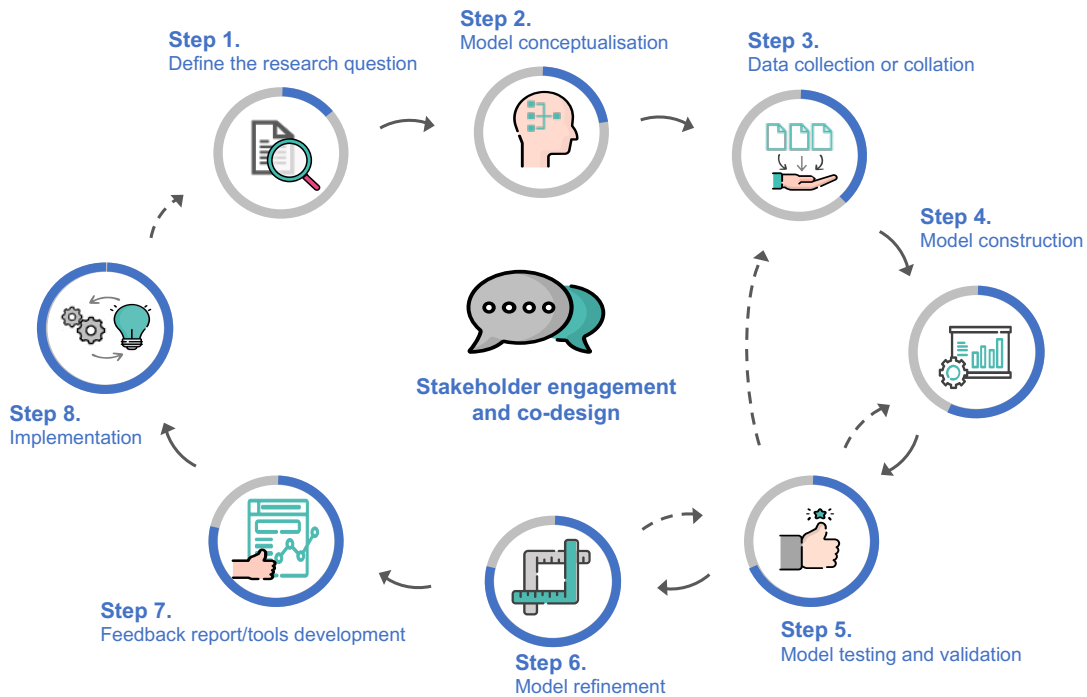 Step 1.
Define the research question
Step 2.
Model conceptualisation
Step 3.
Data collection or collation
Step 4.
Model construction
Stakeholder engagement
and co-design
Step 8.
Implementation
Step 7.
Feedback report/tools development
Step 6.
Model refinement
Step 5.
Model testing and validation